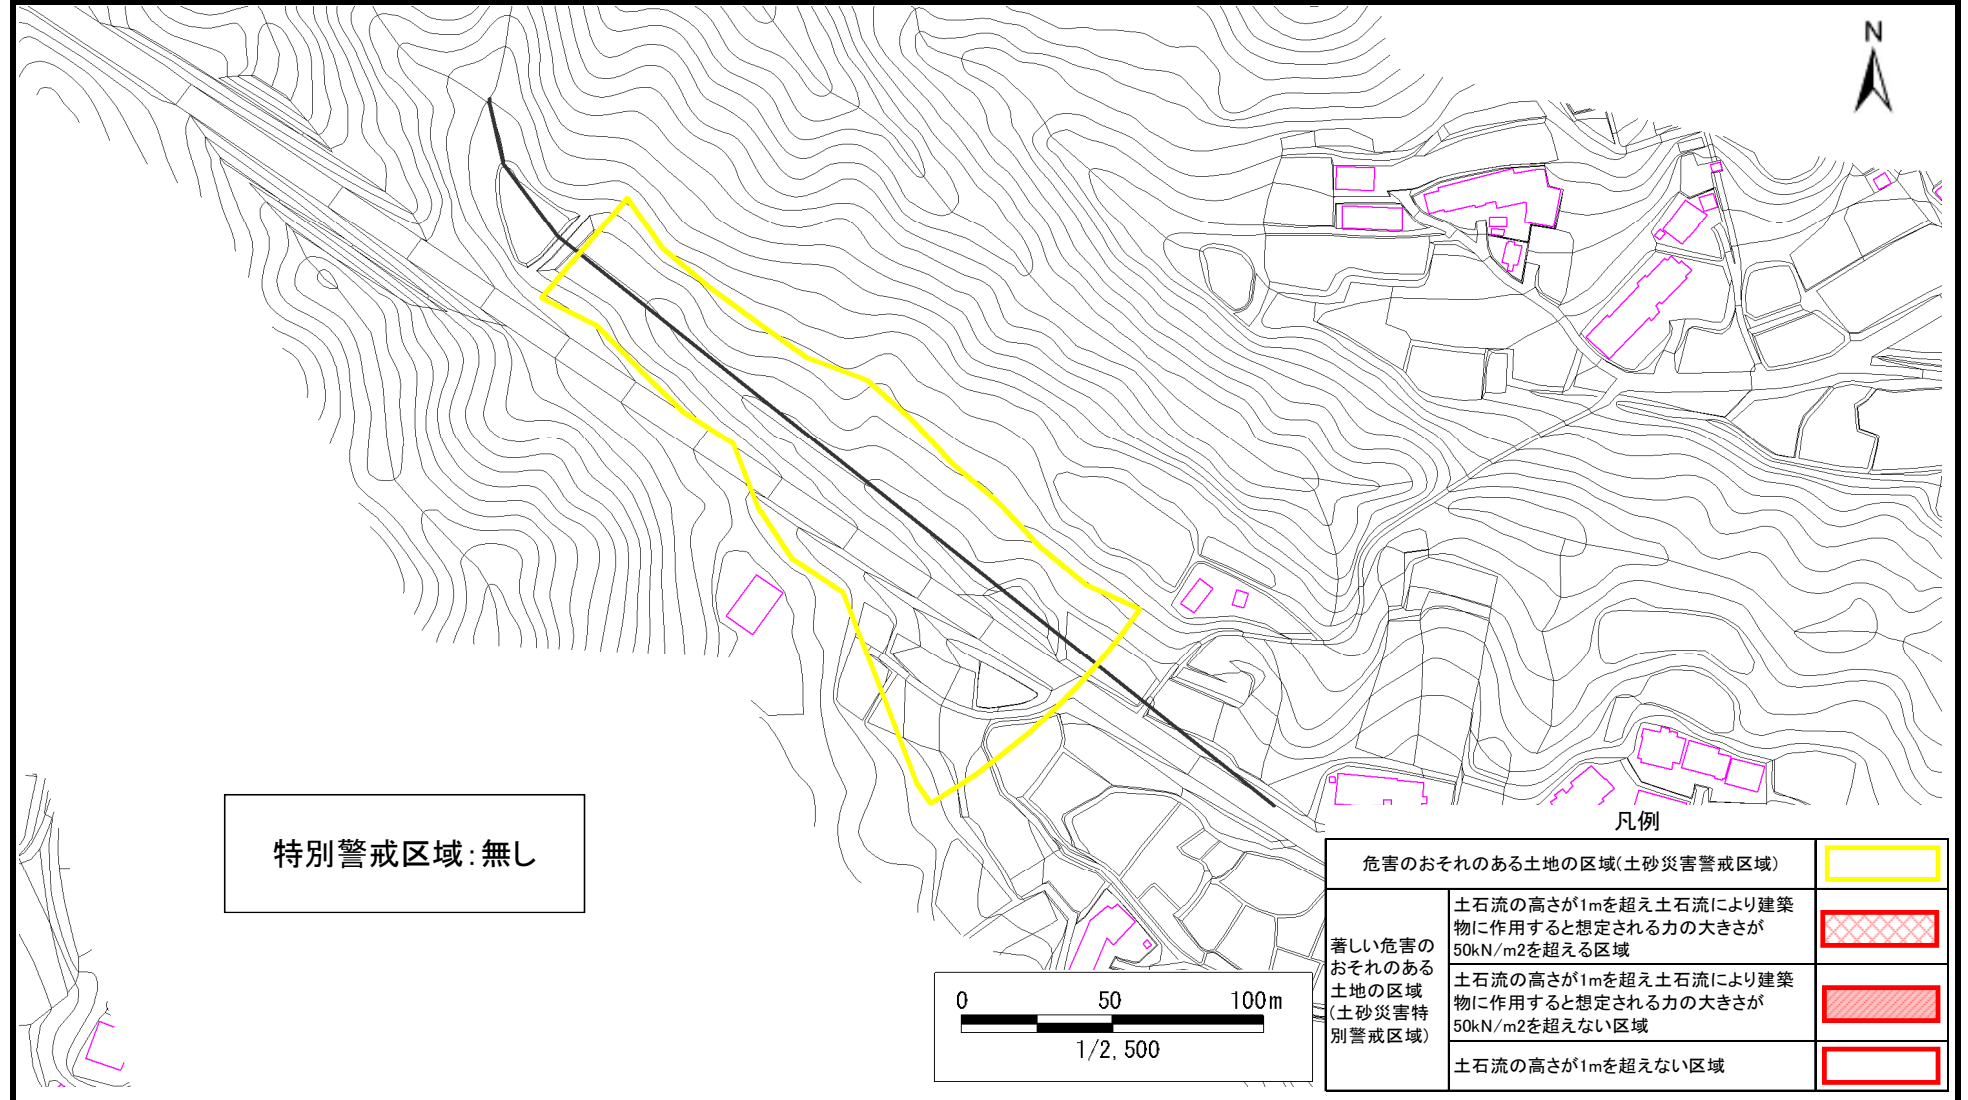 N
特別警戒区域：無し
0 50 100m
1/2,500
凡例
危害のおそれのある土地の区域(土砂災害警戒区域)
著しい危害の
おそれのある
土地の区域
(土砂災害特
別警戒区域)
土石流の高さが1mを超え土石流により建築
物に作用すると想定される力の大きさが
50kN/m2を超える区域
土石流の高さが1mを超え土石流により建築
物に作用すると想定される力の大きさが
50kN/m2を超えない区域
土石流の高さが1mを超えない区域